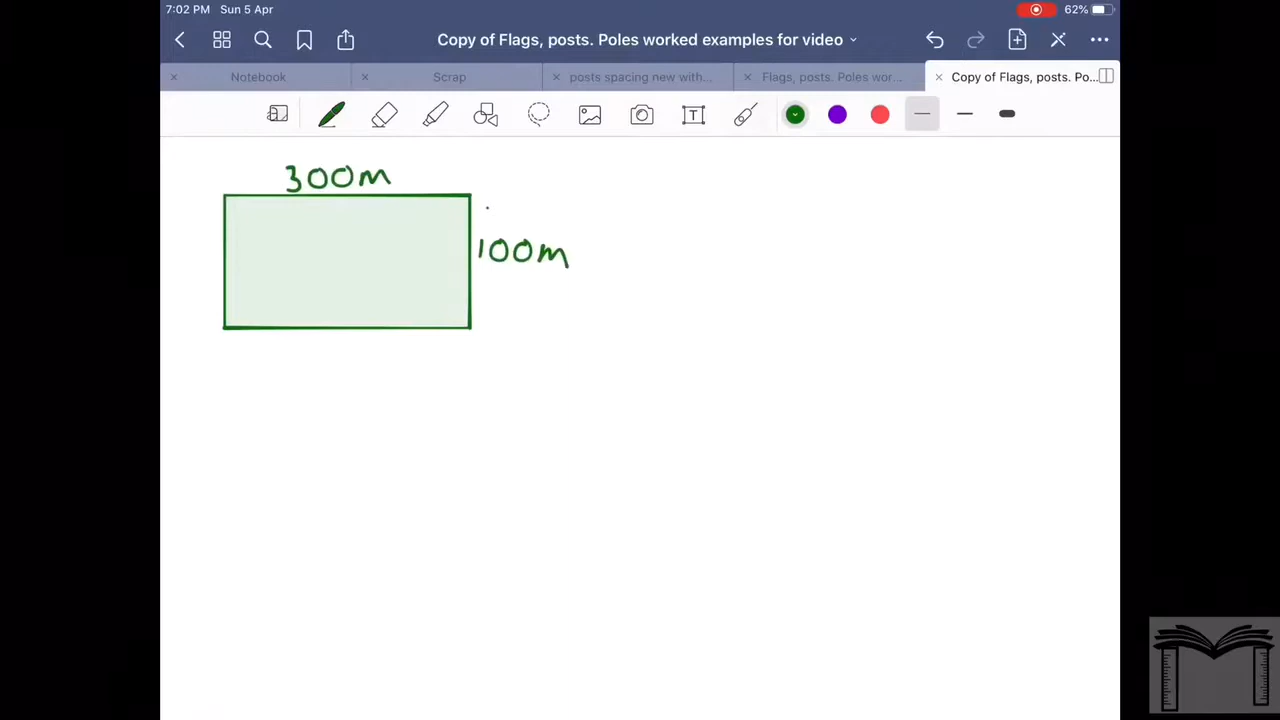 7:02 PM Sun 5 Apr
62%
Copy of Flags, posts. Poles worked examples for video
Notebook
Scrap
posts spacing new with...
Flags, posts. Poles wor...
Copy of Flags, posts. Po...
T
300m
100m